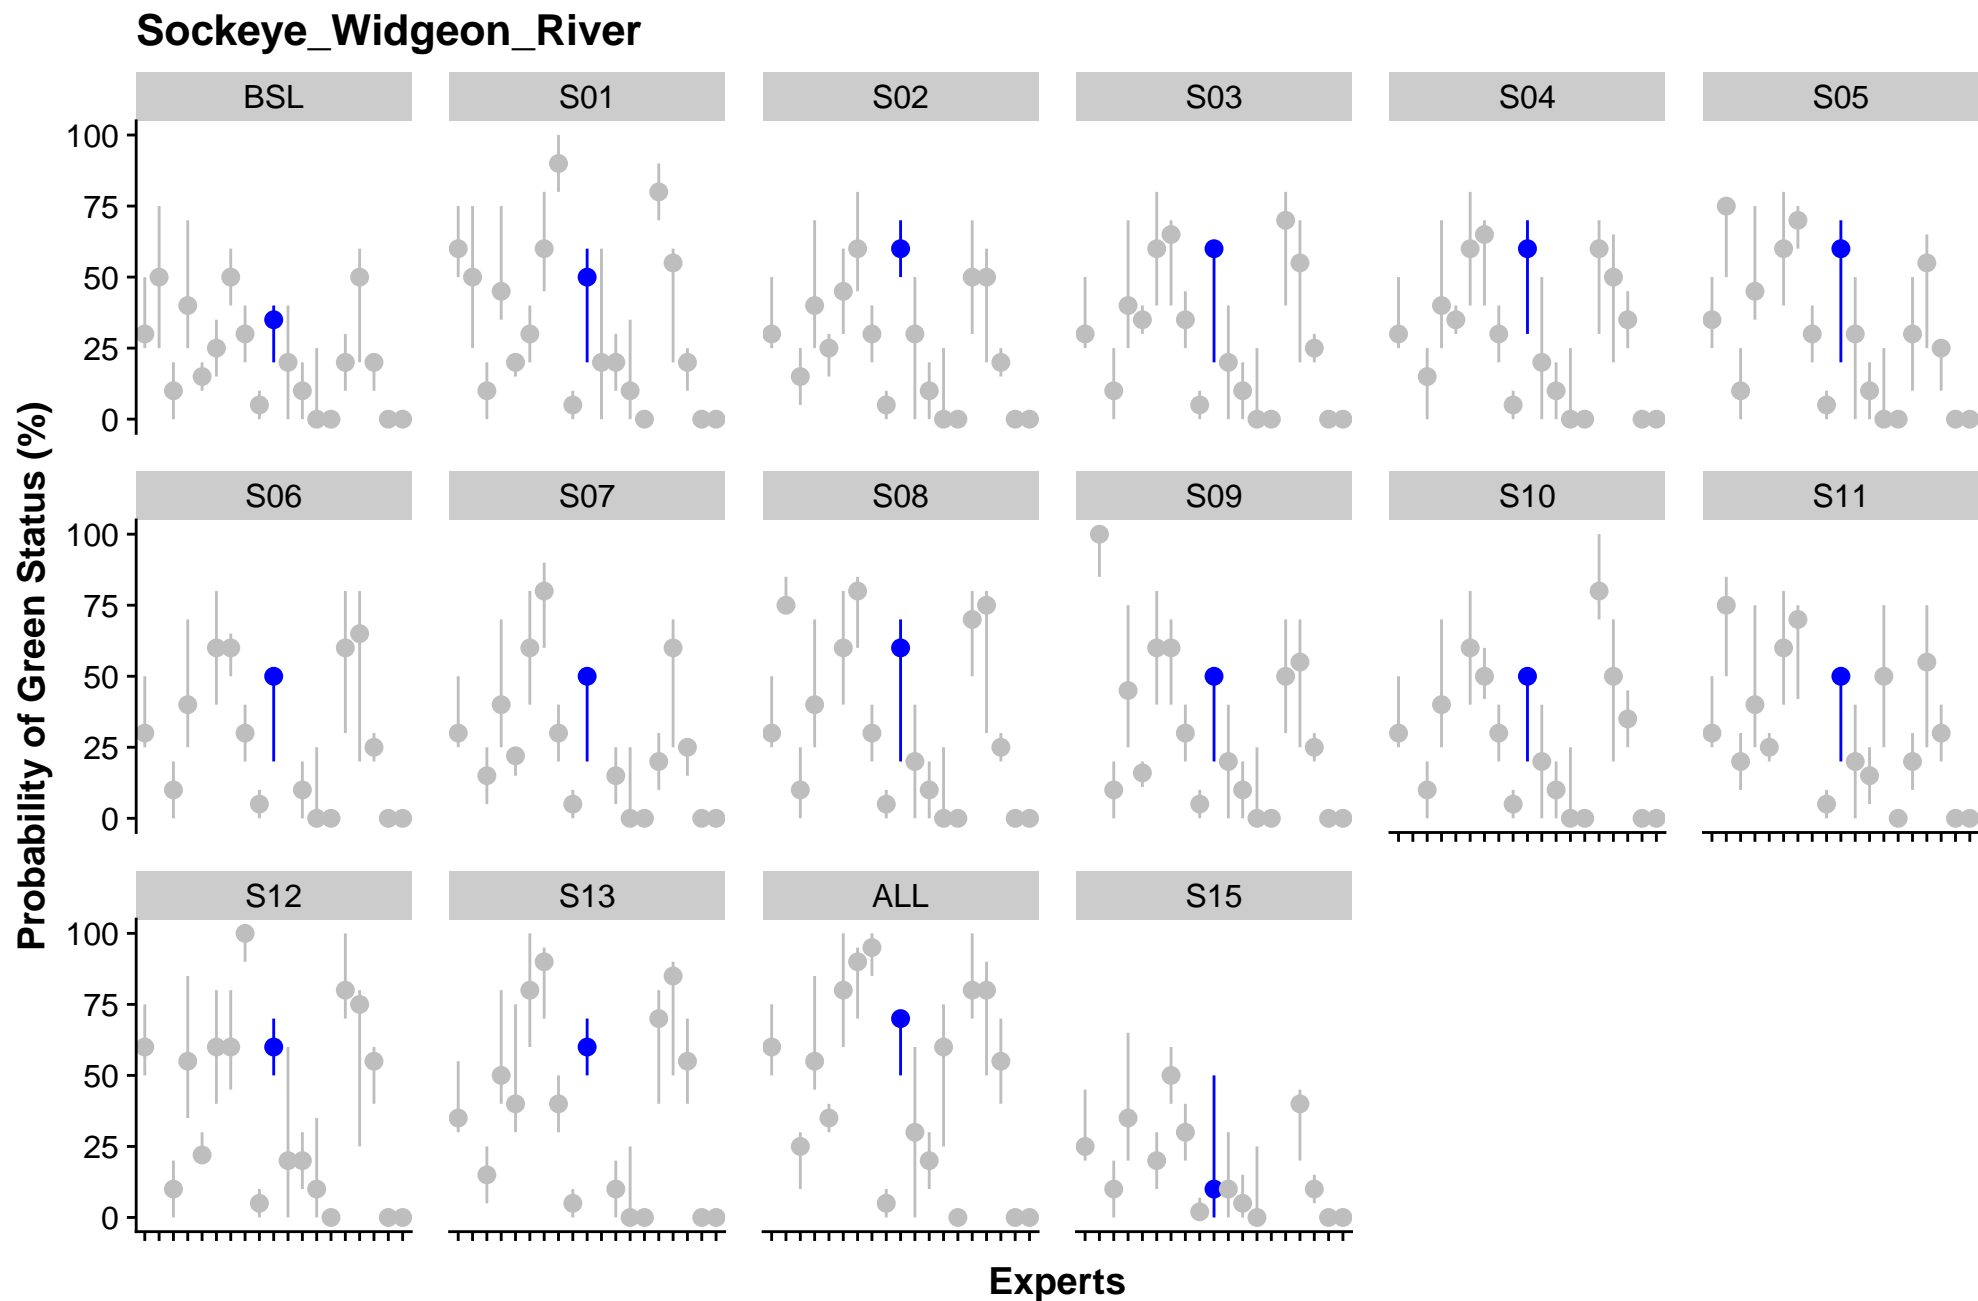 Sockeye_Widgeon_River
BSL S01 S02 S03 S04 S05
100
75
50
25
0
S06 S07 S08 S09 S10 S11
100
75
50
25
0
S12 S13 ALL S15
100
75
50
25
0
Probability of Green Status (%)
Experts